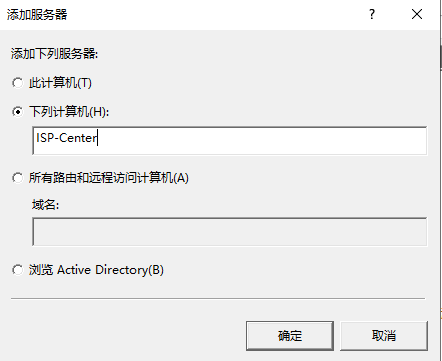 添加服务器
添加下列服务器:
此计算机(T)
下列计算机(H):
ISP-Center
所有路由和远程访问计算机(A)
域名:
浏览 Active Directory(B)
确定
取消